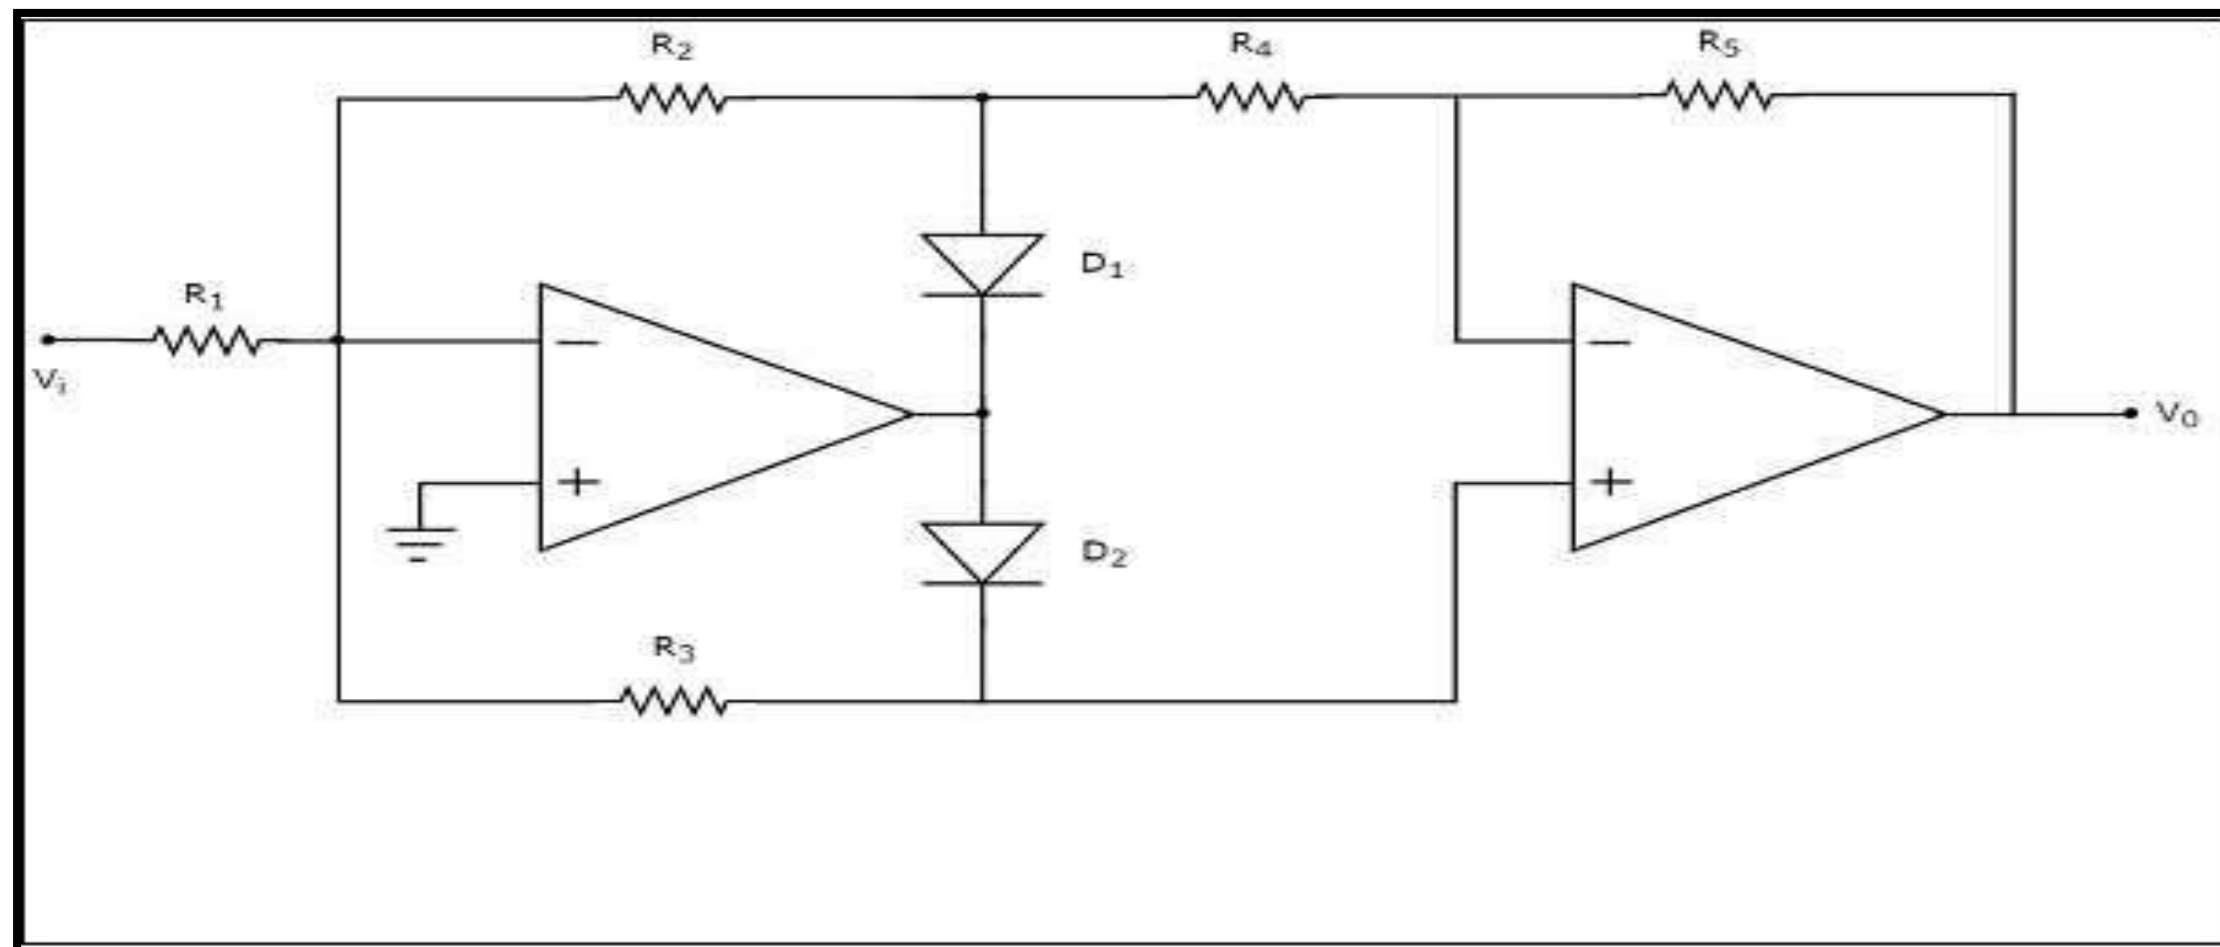 R₂
R₄
R₅
D₁
R₁
Vᵢ
−
+
−
+
V₀
D₂
R₃